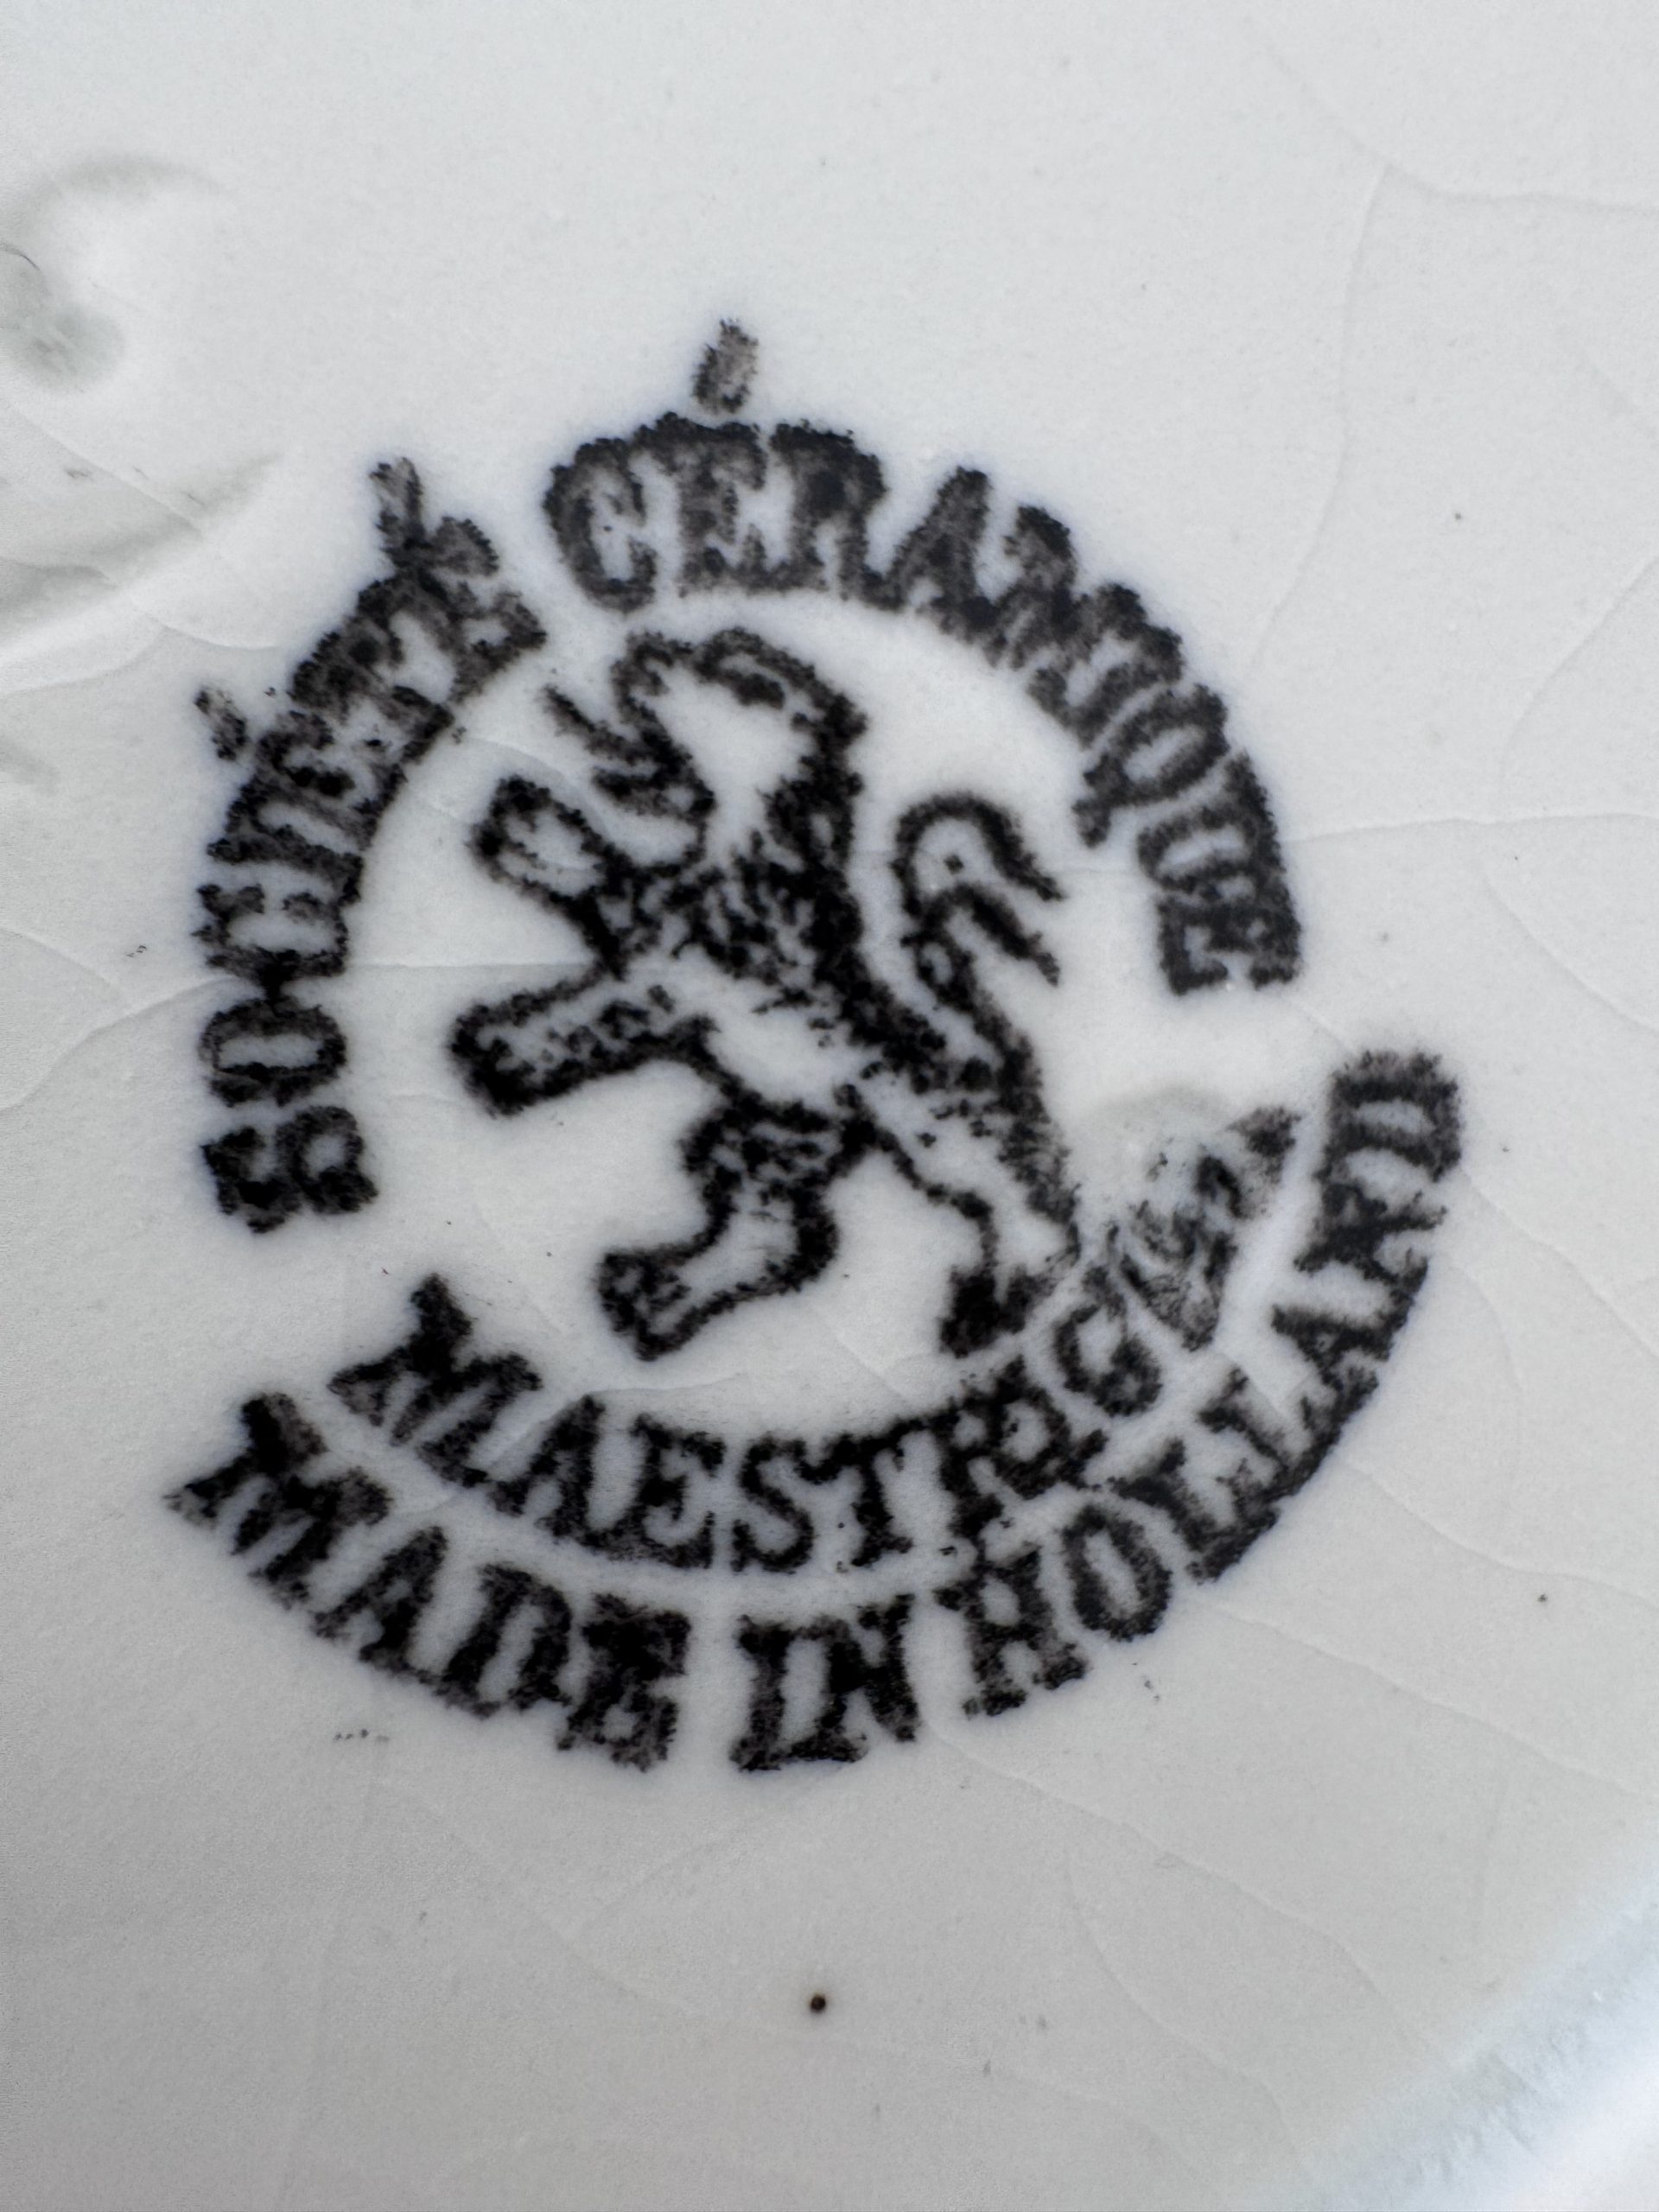 SOCIÉTÉ CÉRAMIQUE
MAESTRICHT
MADE IN HOLLAND